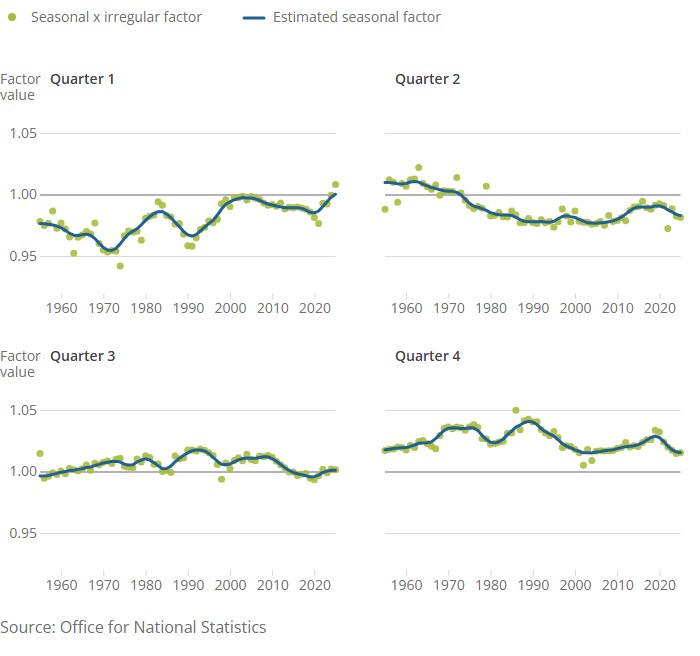 Seasonal x irregular factor Estimated seasonal factor
Factor value Quarter 1
1.05
1.00
0.95
1960 1970 1980 1990 2000 2010 2020
Quarter 2
1960 1970 1980 1990 2000 2010 2020
Factor value Quarter 3
1.05
1.00
0.95
1960 1970 1980 1990 2000 2010 2020
Quarter 4
1960 1970 1980 1990 2000 2010 2020
Source: Office for National Statistics